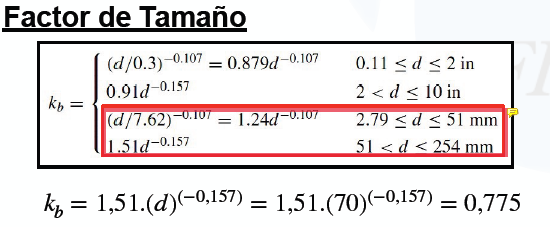 Factor de Tamaño
(d/0.3)^−0.107 = 0.879d^−0.107 0.11 ≤ d ≤ 2 in
0.91d^−0.157 2 < d ≤ 10 in
k_b =
(d/7.62)^−0.107 = 1.24d^−0.107 2.79 ≤ d ≤ 51 mm
1.51d^−0.157 51 < d ≤ 254 mm
k_b = 1,51.(d)^(−0,157) = 1,51.(70)^(−0,157) = 0,775